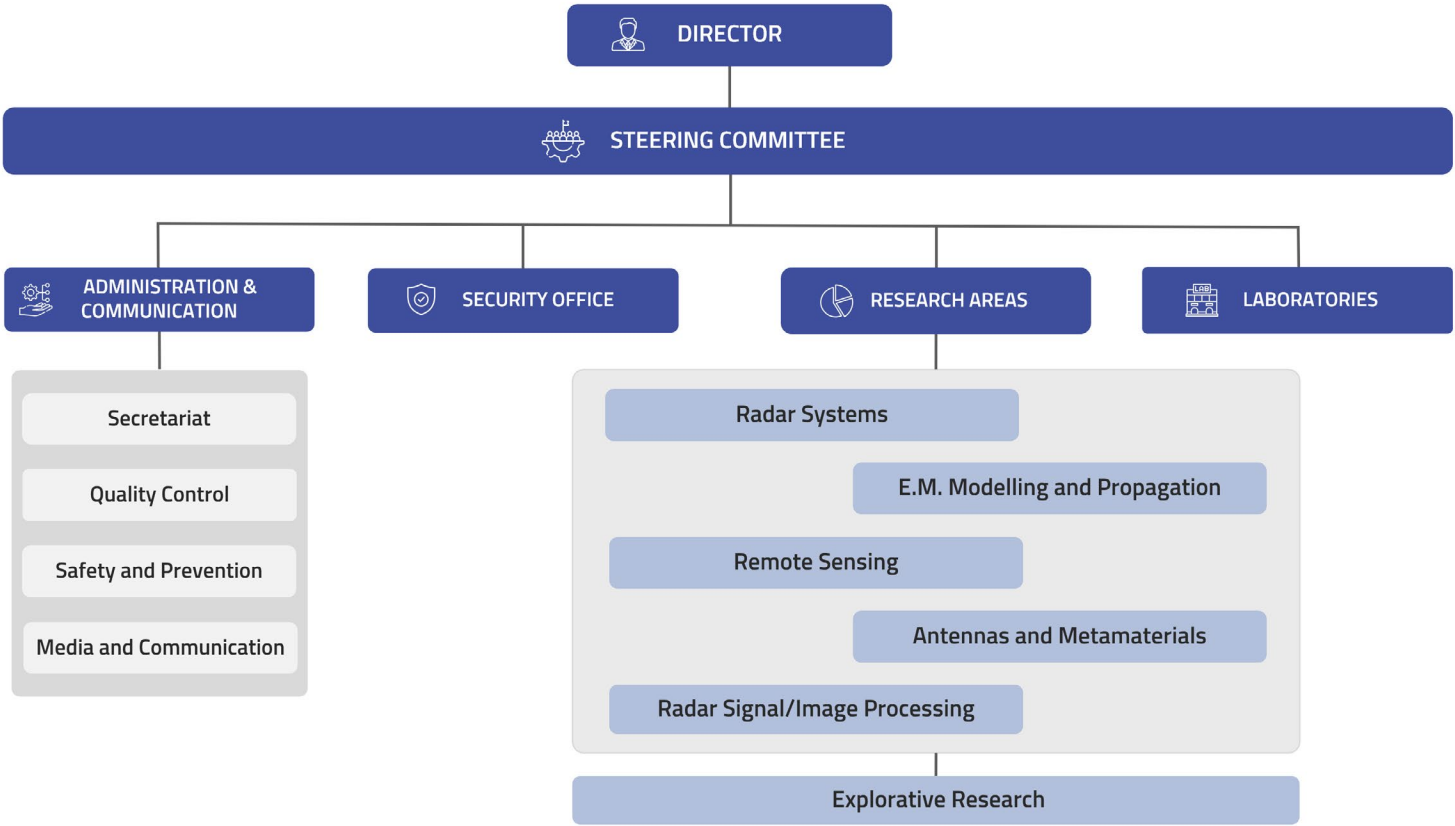 DIRECTOR
STEERING COMMITTEE
ADMINISTRATION &
COMMUNICATION
SECURITY OFFICE
RESEARCH AREAS
LAB
LABORATORIES
Secretariat
Quality Control
Safety and Prevention
Media and Communication
Radar Systems
E.M. Modelling and Propagation
Remote Sensing
Antennas and Metamaterials
Radar Signal/Image Processing
Explorative Research